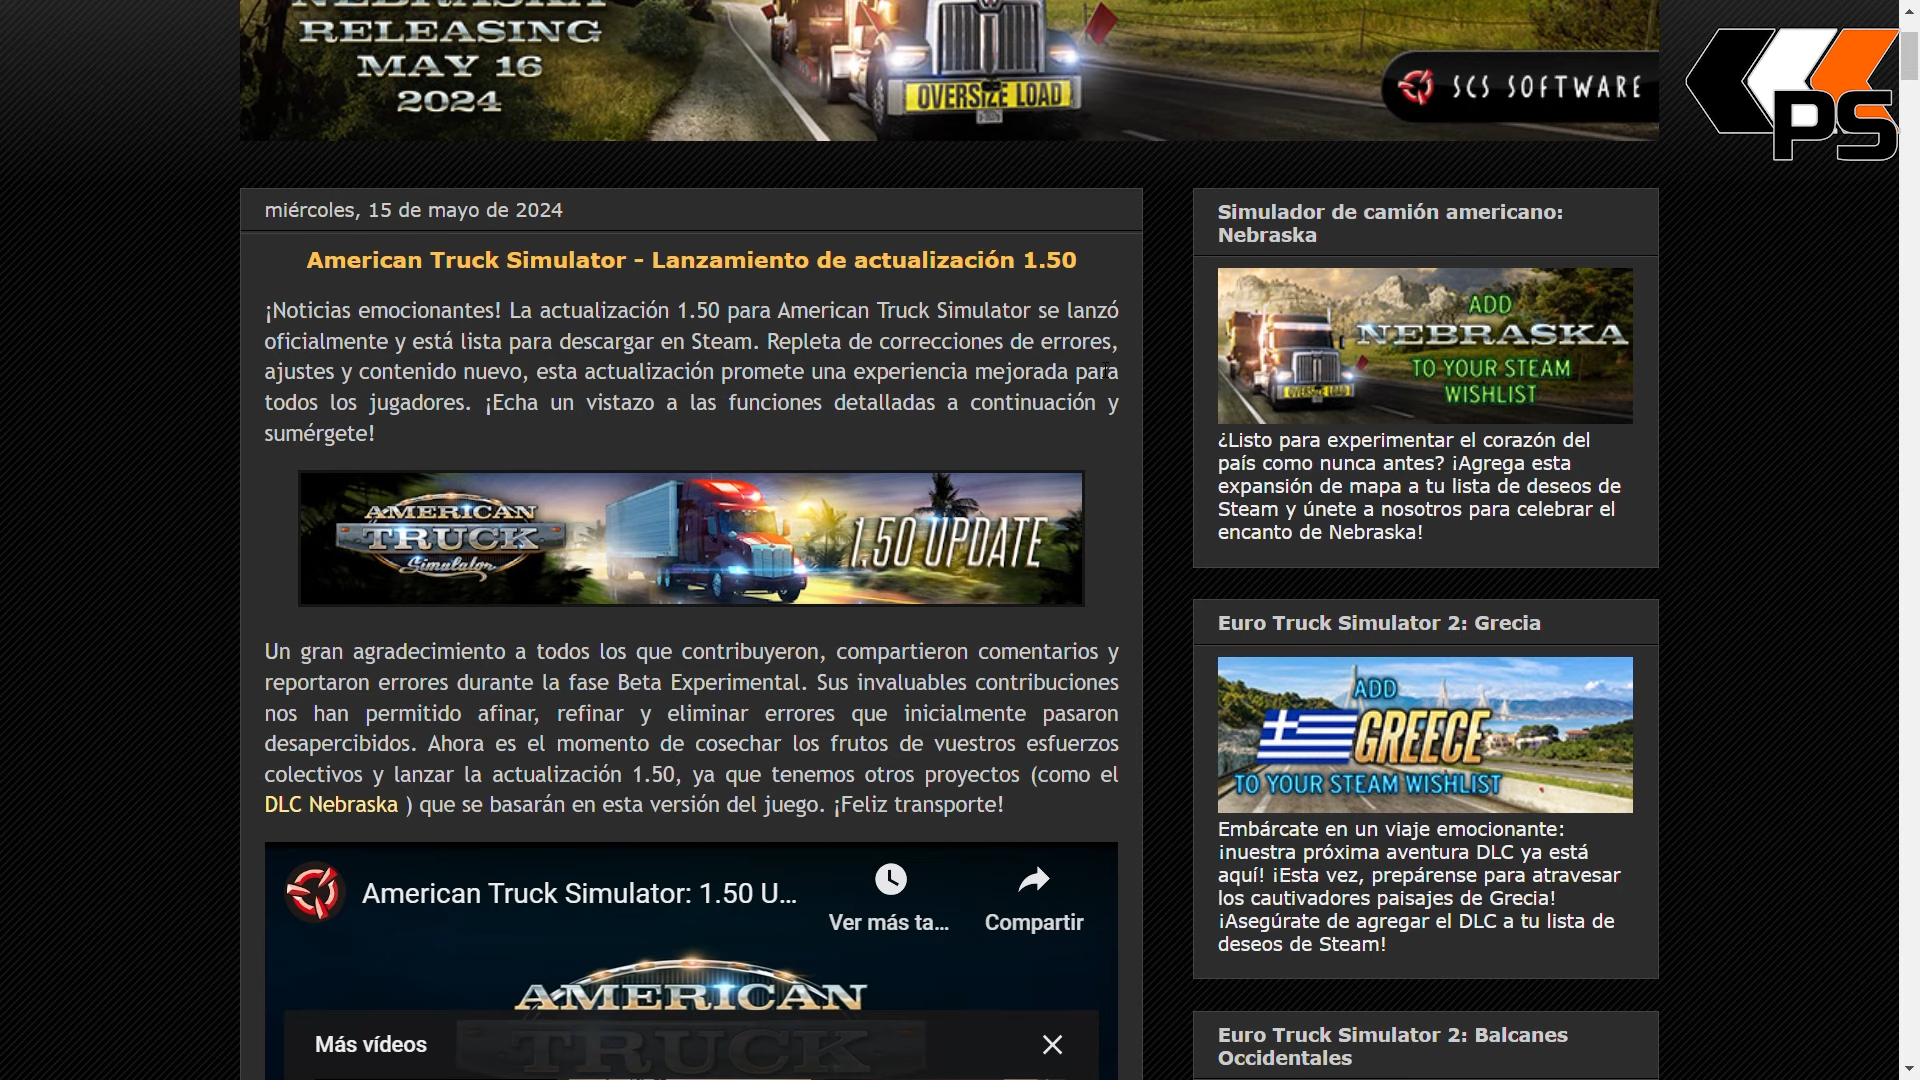 NEBRASKA
RELEASING
MAY 16
2024
OVERSIZE LOAD
SCS SOFTWARE
PS
miércoles, 15 de mayo de 2024
American Truck Simulator - Lanzamiento de actualización 1.50
¡Noticias emocionantes! La actualización 1.50 para American Truck Simulator se lanzó
oficialmente y está lista para descargar en Steam. Repleta de correcciones de errores,
ajustes y contenido nuevo, esta actualización promete una experiencia mejorada para
todos los jugadores. ¡Echa un vistazo a las funciones detalladas a continuación y
sumérgete!
AMERICAN
TRUCK
Simulator
1.50 UPDATE
Un gran agradecimiento a todos los que contribuyeron, compartieron comentarios y
reportaron errores durante la fase Beta Experimental. Sus invaluables contribuciones
nos han permitido afinar, refinar y eliminar errores que inicialmente pasaron
desapercibidos. Ahora es el momento de cosechar los frutos de vuestros esfuerzos
colectivos y lanzar la actualización 1.50, ya que tenemos otros proyectos (como el
DLC Nebraska ) que se basarán en esta versión del juego. ¡Feliz transporte!
American Truck Simulator: 1.50 U...
Ver más ta...
Compartir
AMERICAN
TRUCK
Más vídeos
Simulador de camión americano:
Nebraska
ADD
NEBRASKA
TO YOUR STEAM
WISHLIST
OVERSIZE LOAD
¿Listo para experimentar el corazón del
país como nunca antes? ¡Agrega esta
expansión de mapa a tu lista de deseos de
Steam y únete a nosotros para celebrar el
encanto de Nebraska!
Euro Truck Simulator 2: Grecia
ADD
GREECE
TO YOUR STEAM WISHLIST
Embárcate en un viaje emocionante:
¡nuestra próxima aventura DLC ya está
aquí! ¡Esta vez, prepárense para atravesar
los cautivadores paisajes de Grecia!
¡Asegúrate de agregar el DLC a tu lista de
deseos de Steam!
Euro Truck Simulator 2: Balcanes
Occidentales